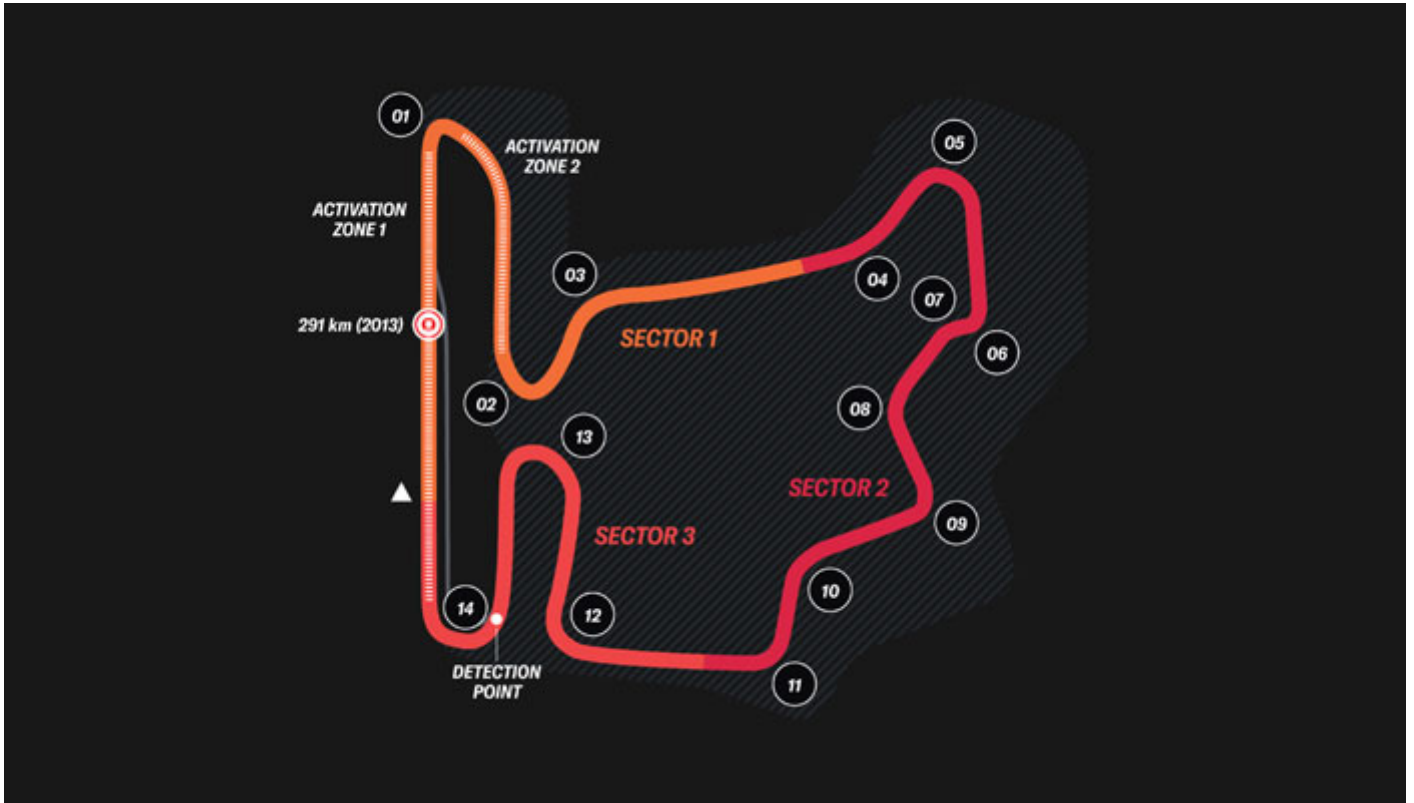 01
ACTIVATION
ZONE 2
05
ACTIVATION
ZONE 1
03
04
07
291 km (2013)
SECTOR 1
06
02
08
13
SECTOR 2
09
SECTOR 3
10
14
12
DETECTION
POINT
11